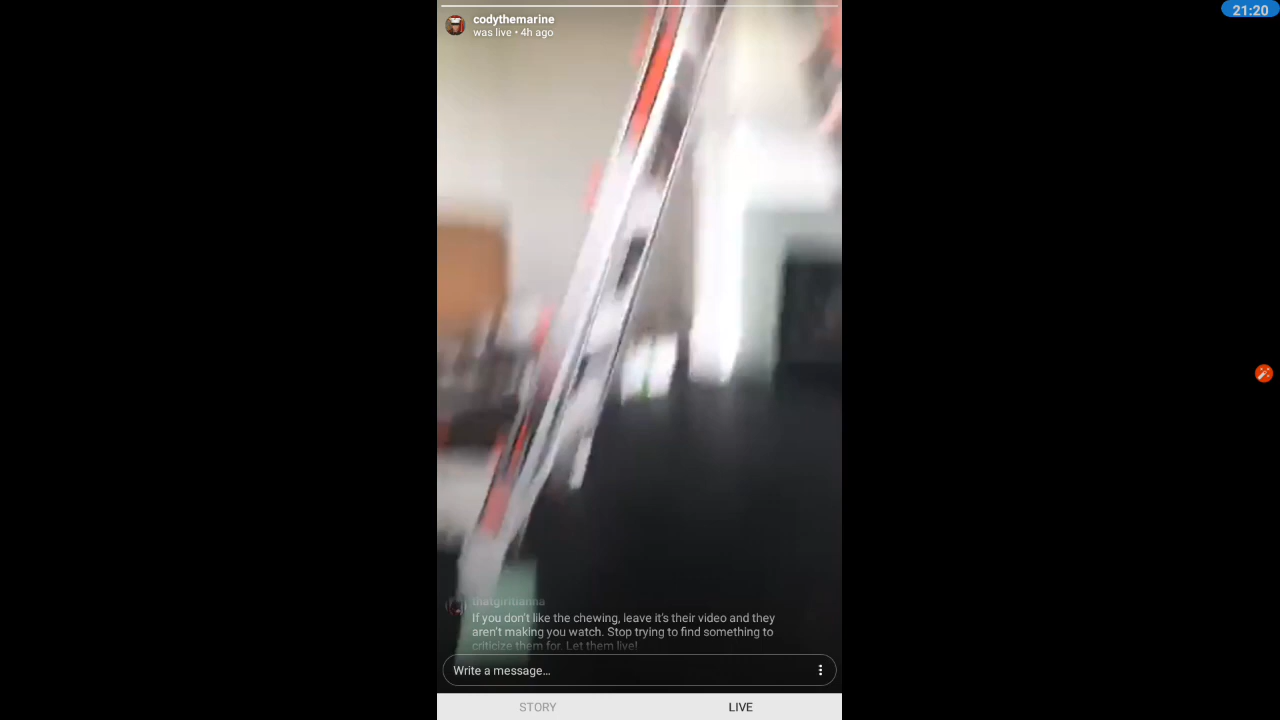 21:20
codythemarine
was live • 4h ago
thatgirltianna
If you don't like the chewing, leave it's their video and they
aren't making you watch. Stop trying to find something to
criticize them for. Let them live!
Write a message...
STORY
LIVE